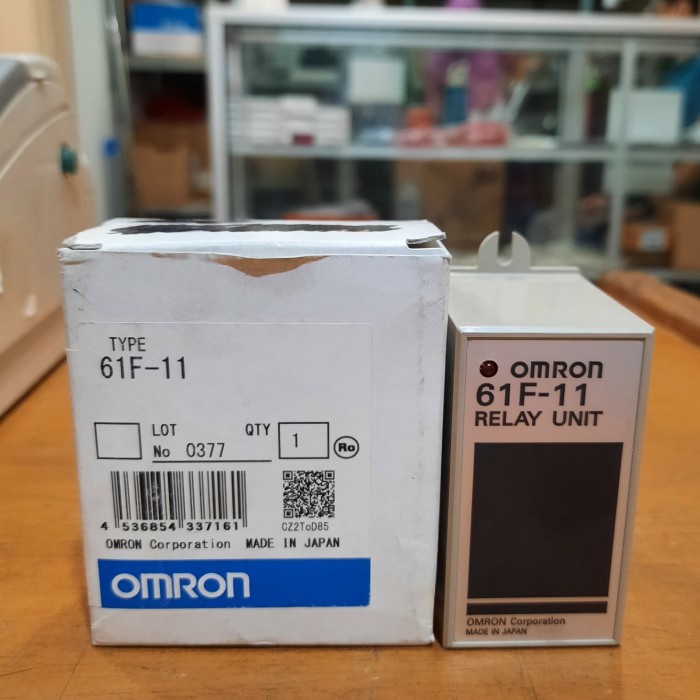 TYPE
61F-11
LOT
No 0377
QTY
1
Ro
4 536854 337161
CZ2ToD85
OMRON Corporation MADE IN JAPAN
OMRON
OMRON
61F-11
RELAY UNIT
OMRON Corporation
MADE IN JAPAN